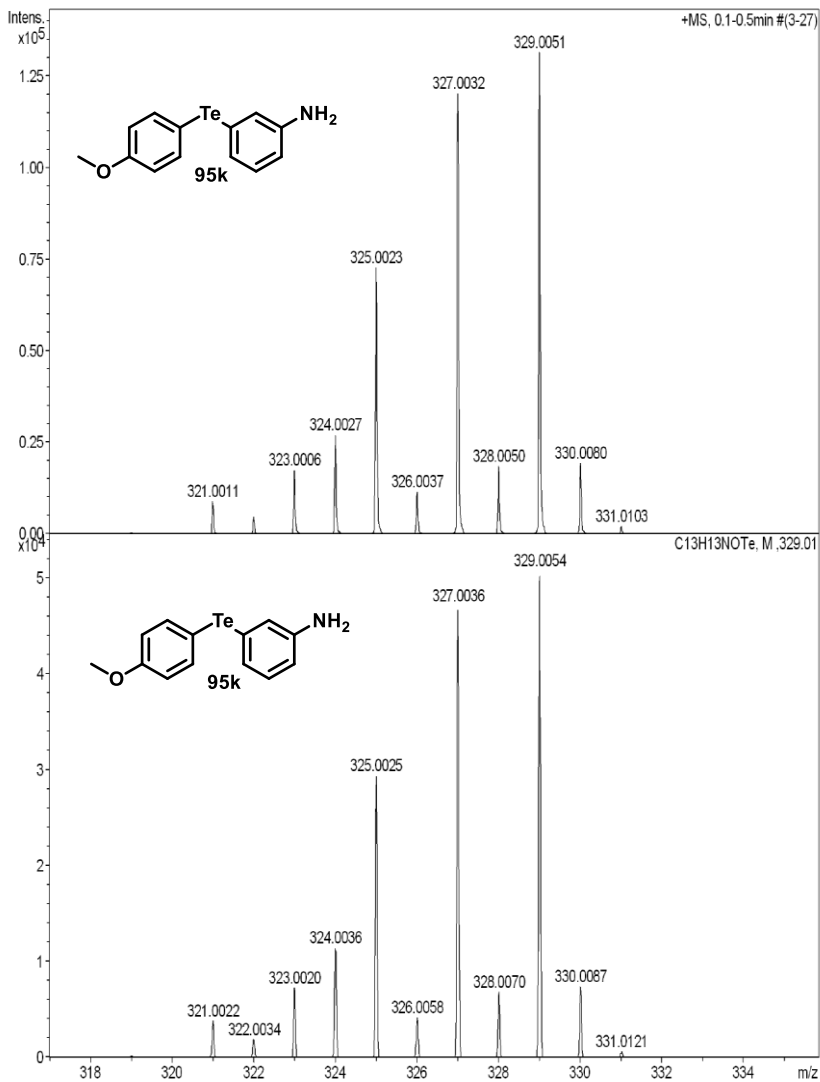 Intens.
x10⁵
+MS, 0.1-0.5min #(3-27)
329.0051
327.0032
1.25
Te
NH₂
O
95k
1.00
0.75
325.0023
0.50
324.0027
0.25
323.0006
328.0050
330.0080
321.0011
326.0037
331.0103
0.00
x10⁴
C13H13NOTe, M ,329.01
329.0054
5
327.0036
Te
NH₂
O
95k
4
3
325.0025
2
324.0036
1
323.0020
328.0070
330.0087
321.0022
326.0058
322.0034
331.0121
0
318 320 322 324 326 328 330 332 334 m/z